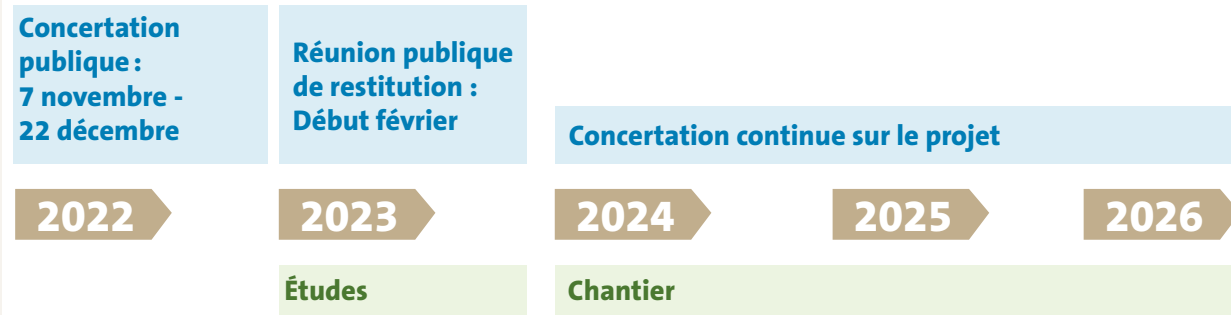 Concertation
publique :
7 novembre -
22 décembre
Réunion publique
de restitution :
Début février
Concertation continue sur le projet
2022
2023
2024
2025
2026
Études
Chantier